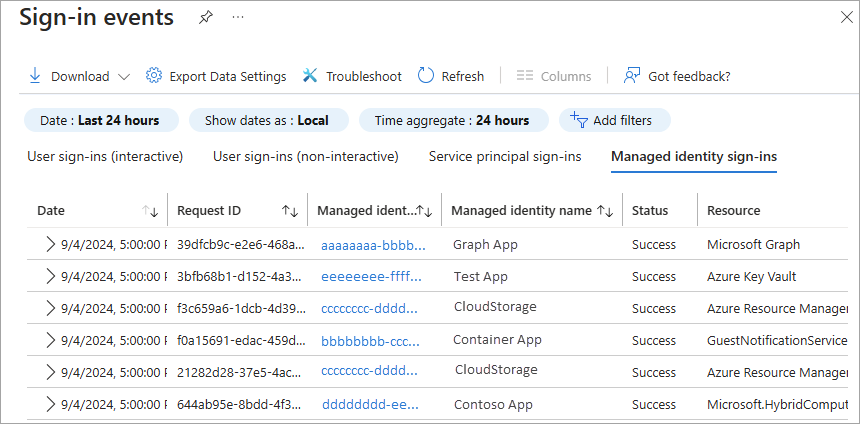 Sign-in events ...
Download Export Data Settings Troubleshoot Refresh Columns Got feedback?
Date : Last 24 hours Show dates as : Local Time aggregate : 24 hours Add filters
User sign-ins (interactive) User sign-ins (non-interactive) Service principal sign-ins Managed identity sign-ins
Date Request ID Managed ident... Managed identity name Status Resource
9/4/2024, 5:00:00 P 39dfcb9c-e2e6-468a... aaaaaaaa-bbbb... Graph App Success Microsoft Graph
9/4/2024, 5:00:00 P 3bfb68b1-d152-4a3... eeeeeeee-ffff... Test App Success Azure Key Vault
9/4/2024, 5:00:00 P f3c659a6-1dcb-4d39... cccccccc-dddd... CloudStorage Success Azure Resource Manager
9/4/2024, 5:00:00 P f0a15691-edac-459d... bbbbbbbb-ccc... Container App Success GuestNotificationService
9/4/2024, 5:00:00 P 21282d28-37e5-4ac... cccccccc-dddd... CloudStorage Success Azure Resource Manager
9/4/2024, 5:00:00 P 644ab95e-8bdd-4f3... dddddddd-ee... Contoso App Success Microsoft.HybridComput